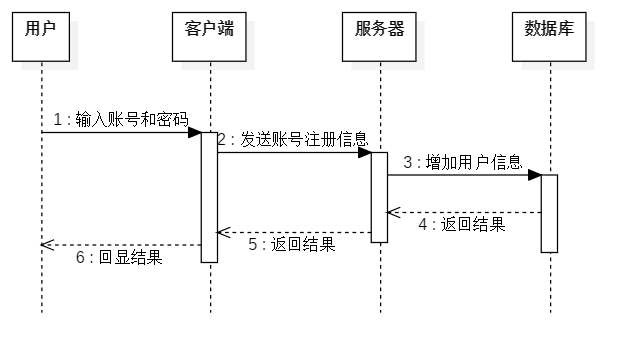 用户
客户端
服务器
数据库
1 : 输入账号和密码
2 : 发送账号注册信息
3 : 增加用户信息
4 : 返回结果
5 : 返回结果
6 : 回显结果